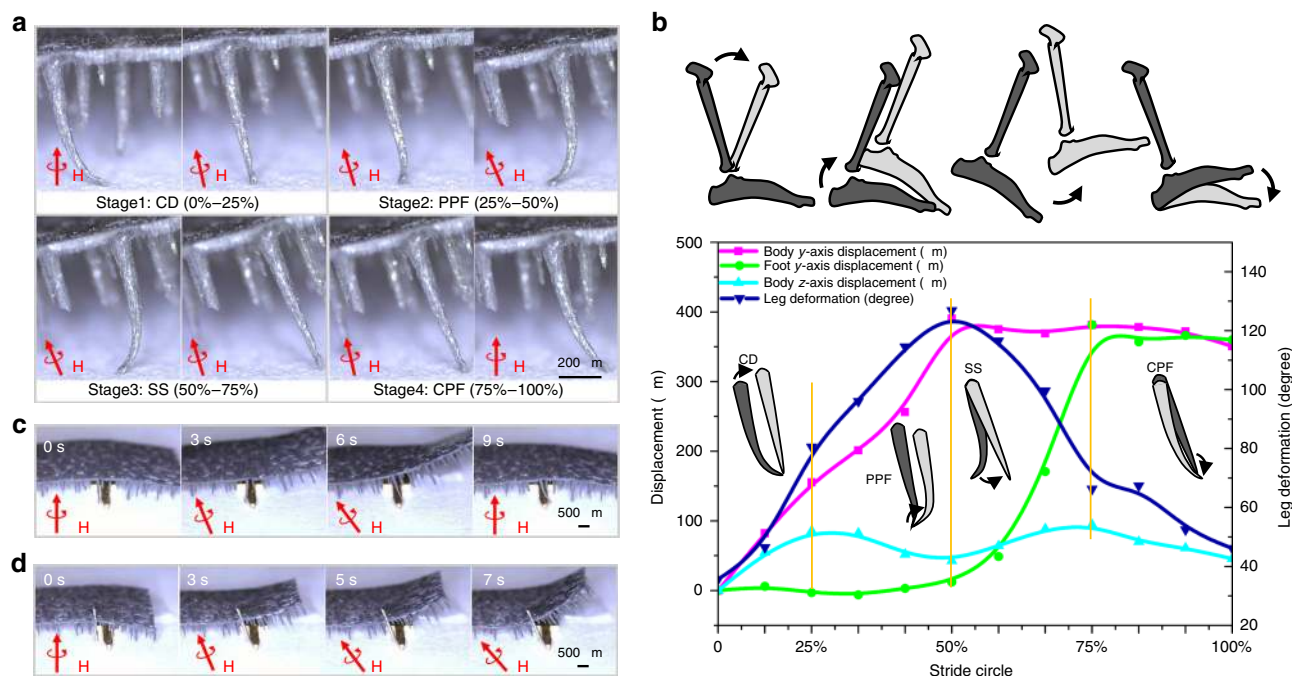 a
H
H
H
H
Stage1: CD (0%–25%)
Stage2: PPF (25%–50%)
H
H
H
H
200 m
Stage3: SS (50%–75%)
Stage4: CPF (75%–100%)
c
0 s
3 s
6 s
9 s
H
H
H
H
500 m
d
0 s
3 s
5 s
7 s
H
H
H
H
500 m
b
500
400
300
200
100
0
Displacement ( m)
Body y-axis displacement ( m)
Foot y-axis displacement ( m)
Body z-axis displacement ( m)
Leg deformation (degree)
CD
PPF
SS
CPF
140
120
100
80
60
40
20
Leg deformation (degree)
0
25%
50%
75%
100%
Stride circle